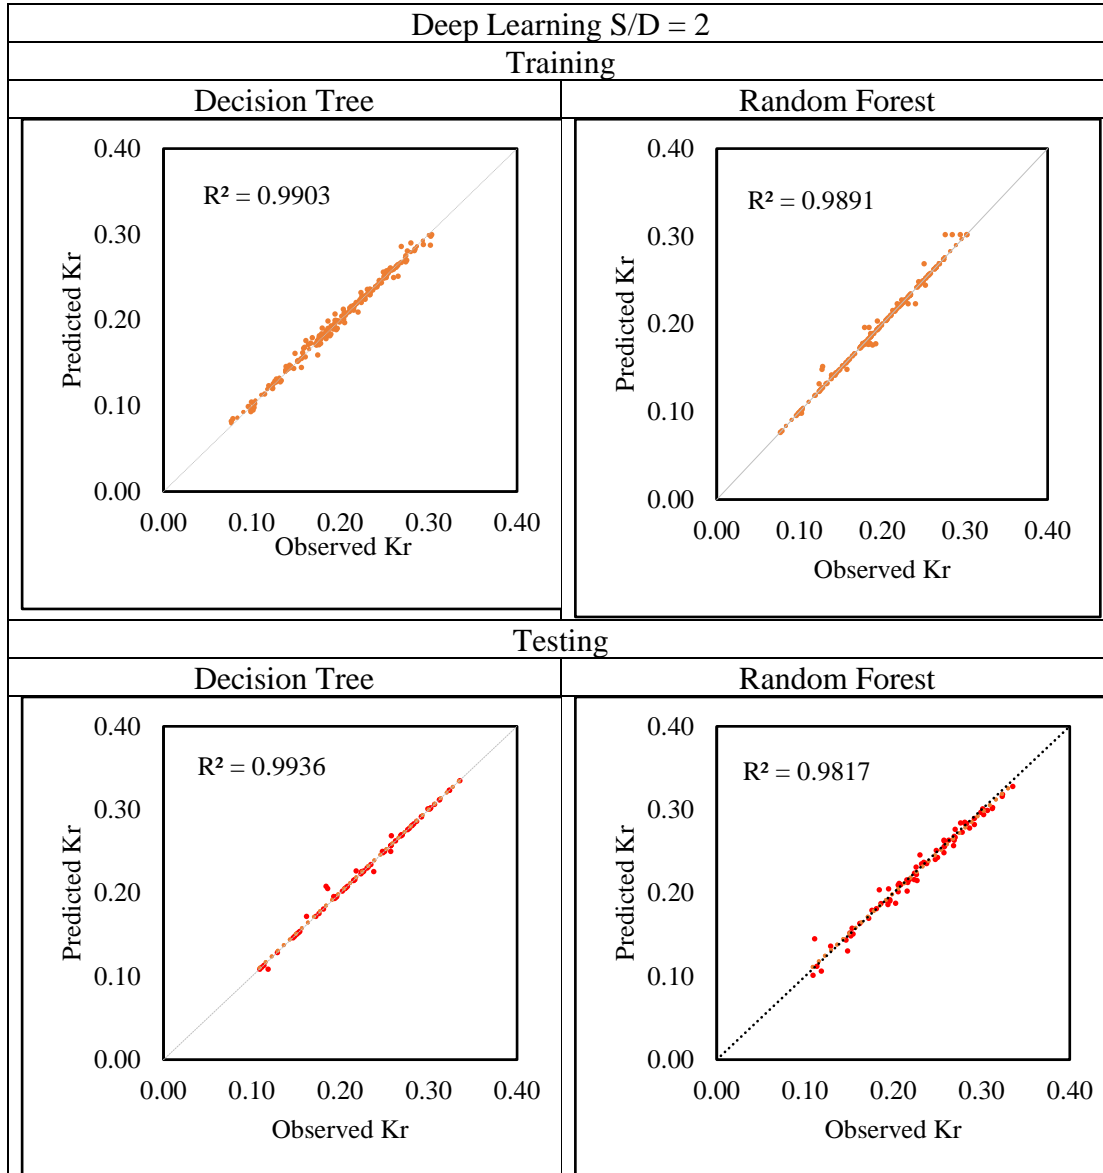 Deep Learning S/D = 2
Training
Decision Tree
Random Forest
0.40
0.30
0.20
0.10
0.00
Predicted Kr
R² = 0.9903
0.00 0.10 0.20 0.30 0.40
Observed Kr
0.40
0.30
0.20
0.10
0.00
Predicted Kr
R² = 0.9891
0.00 0.10 0.20 0.30 0.40
Observed Kr
Testing
Decision Tree
Random Forest
0.40
0.30
0.20
0.10
0.00
Predicted Kr
R² = 0.9936
0.00 0.10 0.20 0.30 0.40
Observed Kr
0.40
0.30
0.20
0.10
0.00
Predicted Kr
R² = 0.9817
0.00 0.10 0.20 0.30 0.40
Observed Kr